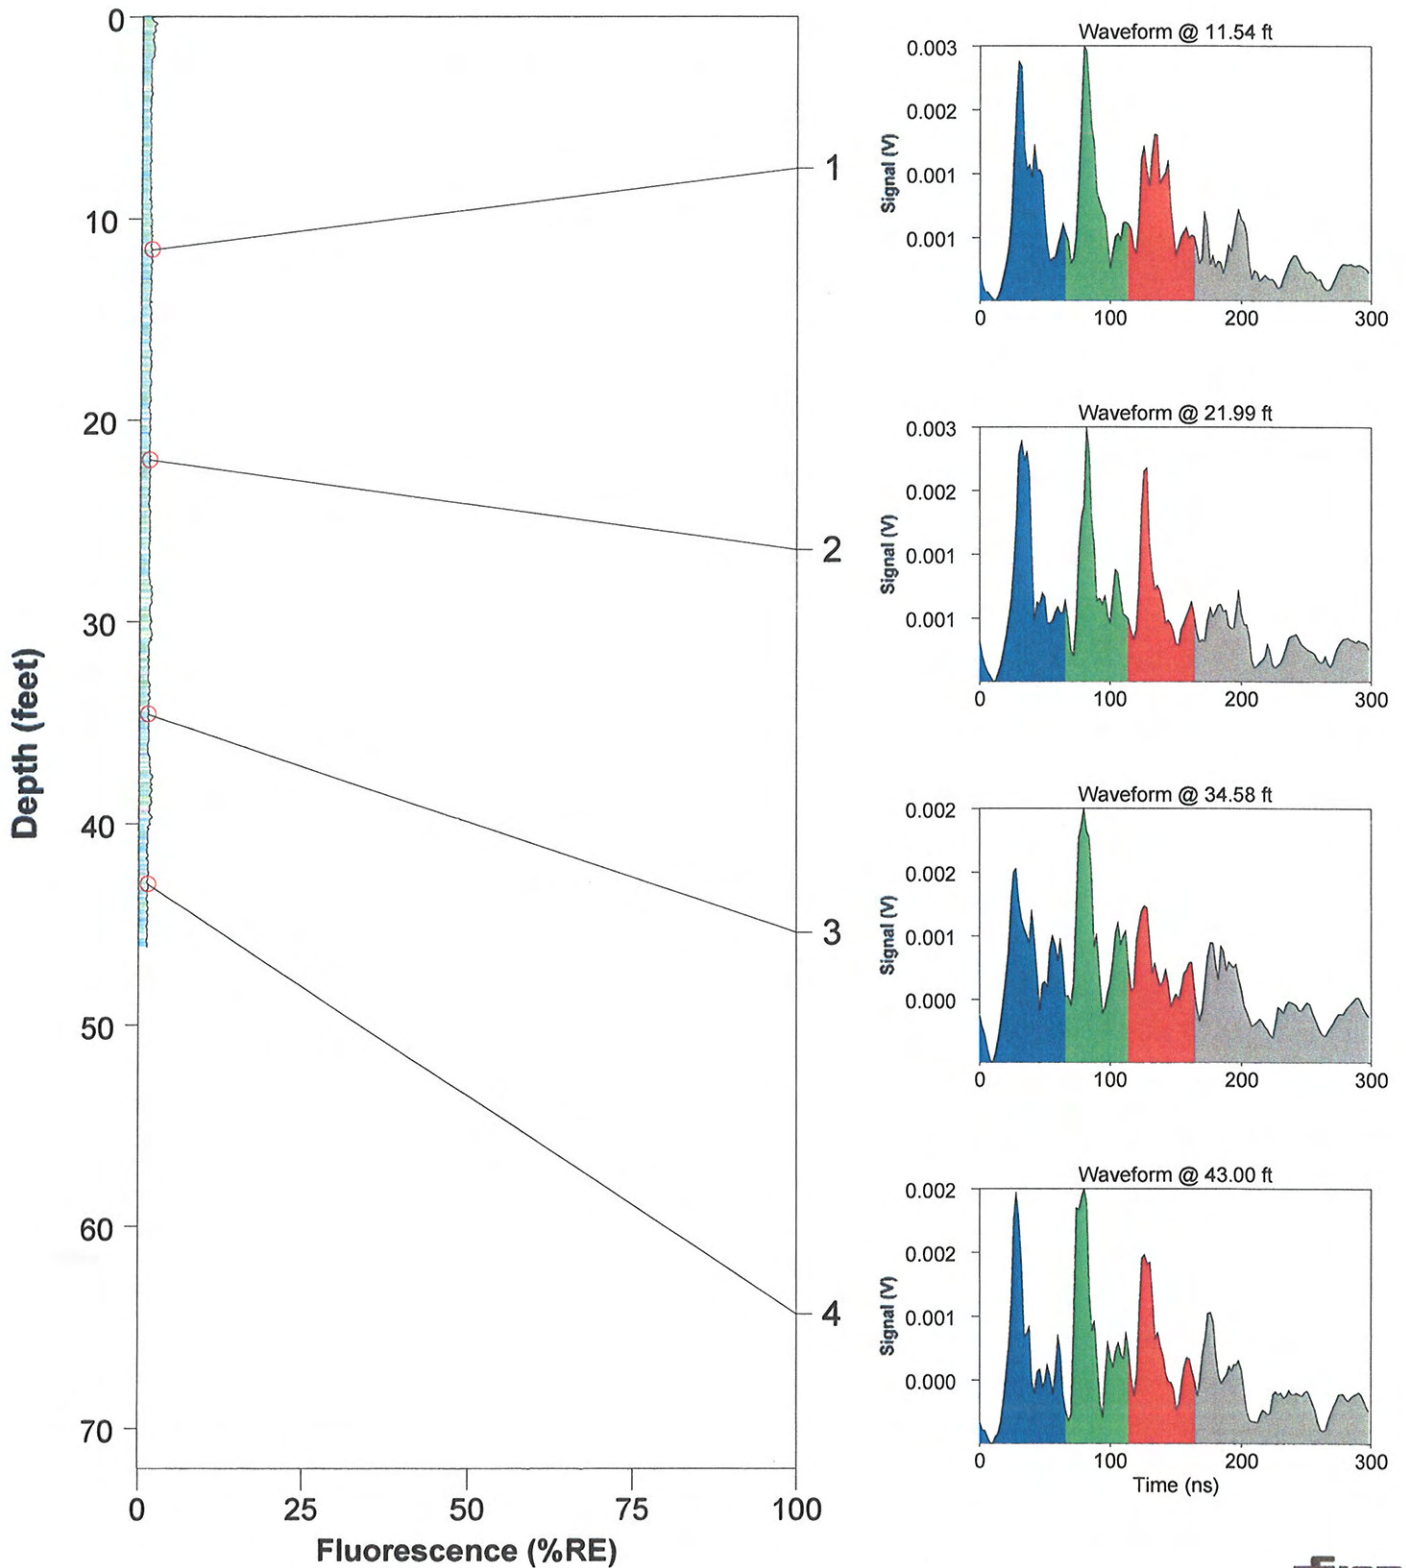 0
10
20
30
40
50
60
70
Depth (feet)
0 25 50 75 100
Fluorescence (%RE)
1
2
3
4
Waveform @ 11.54 ft
0.003
0.002
0.001
0.001
Signal (V)
0 100 200 300
Waveform @ 21.99 ft
0.003
0.002
0.001
0.001
Signal (V)
0 100 200 300
Waveform @ 34.58 ft
0.002
0.002
0.001
0.000
Signal (V)
0 100 200 300
Waveform @ 43.00 ft
0.002
0.002
0.001
0.000
Signal (V)
0 100 200 300
Time (ns)